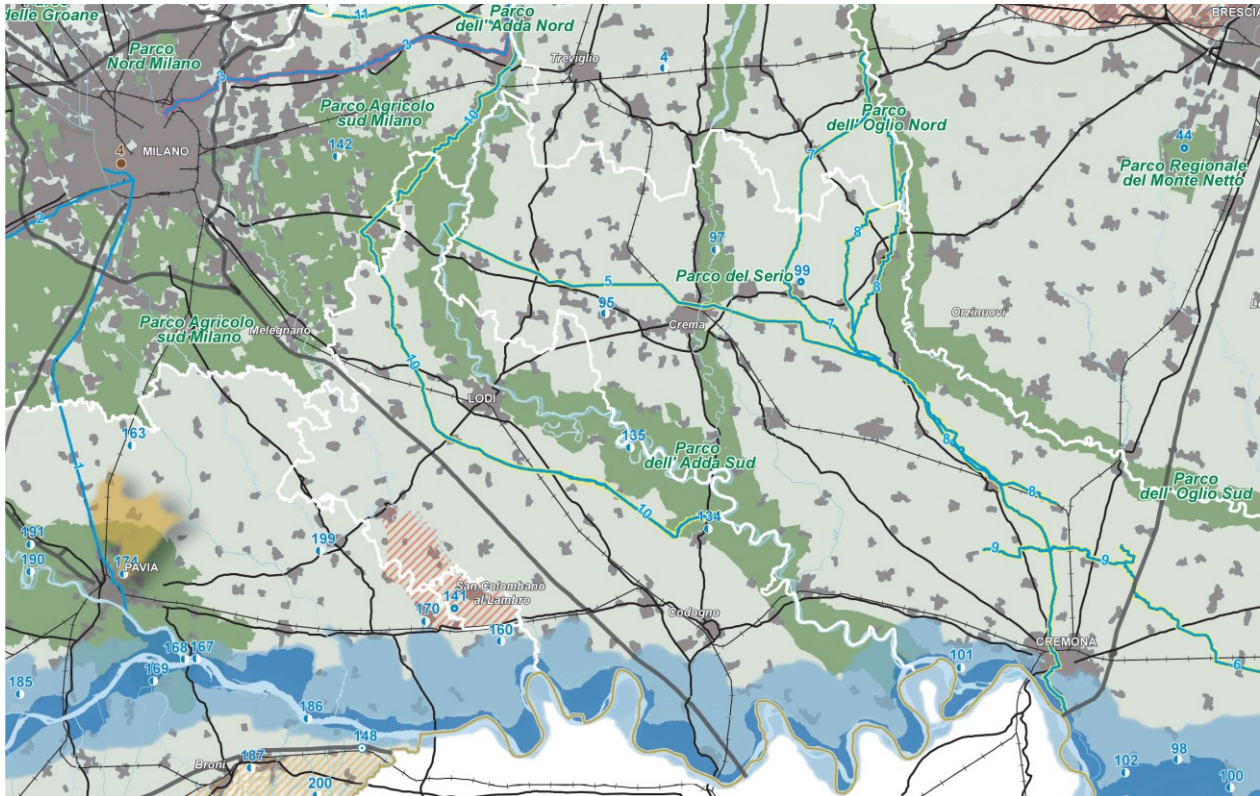 delle Groane
11
Parco
dell'Adda Nord
BRESCIA
Parco
Nord Milano
3
3
Treviglio
4
10
Parco Agricolo
sud Milano
Parco
dell'Oglio Nord
142
4
MILANO
7
44
Parco Regionale
del Monte Netto
2
8
97
5
Parco del Serio
99
8
95
Crema
7
Orzinuovi
Parco Agricolo
sud Milano
Melegnano
10
LODI
163
135
Parco
dell'Adda Sud
8
1
8
Parco
dell'Oglio Sud
10
134
191
199
9
9
190
174
PAVIA
San Colombano
al Lambro
141
170
160
Codogno
CREMONA
168
167
101
6
169
185
186
148
187
Broni
98
102
200
100